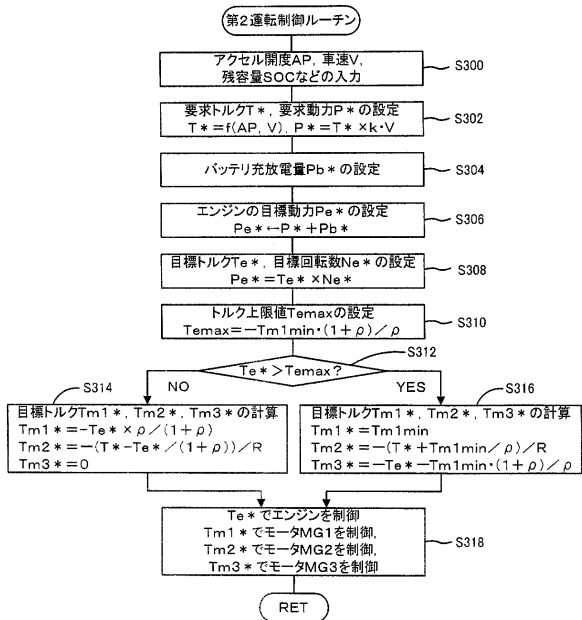 第2運転制御ルーチン
アクセル開度AP, 車速V,
残容量SOCなどの入力
S300
要求トルクT*, 要求動力P*の設定
T*=f(AP, V), P*=T*×k・V
S302
バッテリ充放電量Pb*の設定
S304
エンジンの目標動力Pe*の設定
Pe*←P*+Pb*
S306
目標トルクTe*, 目標回転数Ne*の設定
Pe*=Te*×Ne*
S308
トルク上限値Temaxの設定
Temax=-Tm1min・(1+ρ)/ρ
S310
Te*>Temax?
S312
NO
YES
S314
目標トルクTm1*, Tm2*, Tm3*の計算
Tm1*=-Te*×ρ/(1+ρ)
Tm2*=-(T*-Te*/(1+ρ))/R
Tm3*=0
S316
目標トルクTm1*, Tm2*, Tm3*の計算
Tm1*=Tm1min
Tm2*=-(T*+Tm1min/ρ)/R
Tm3*=-Te*-Tm1min・(1+ρ)/ρ
Te*でエンジンを制御
Tm1*でモータMG1を制御,
Tm2*でモータMG2を制御,
Tm3*でモータMG3を制御
S318
RET